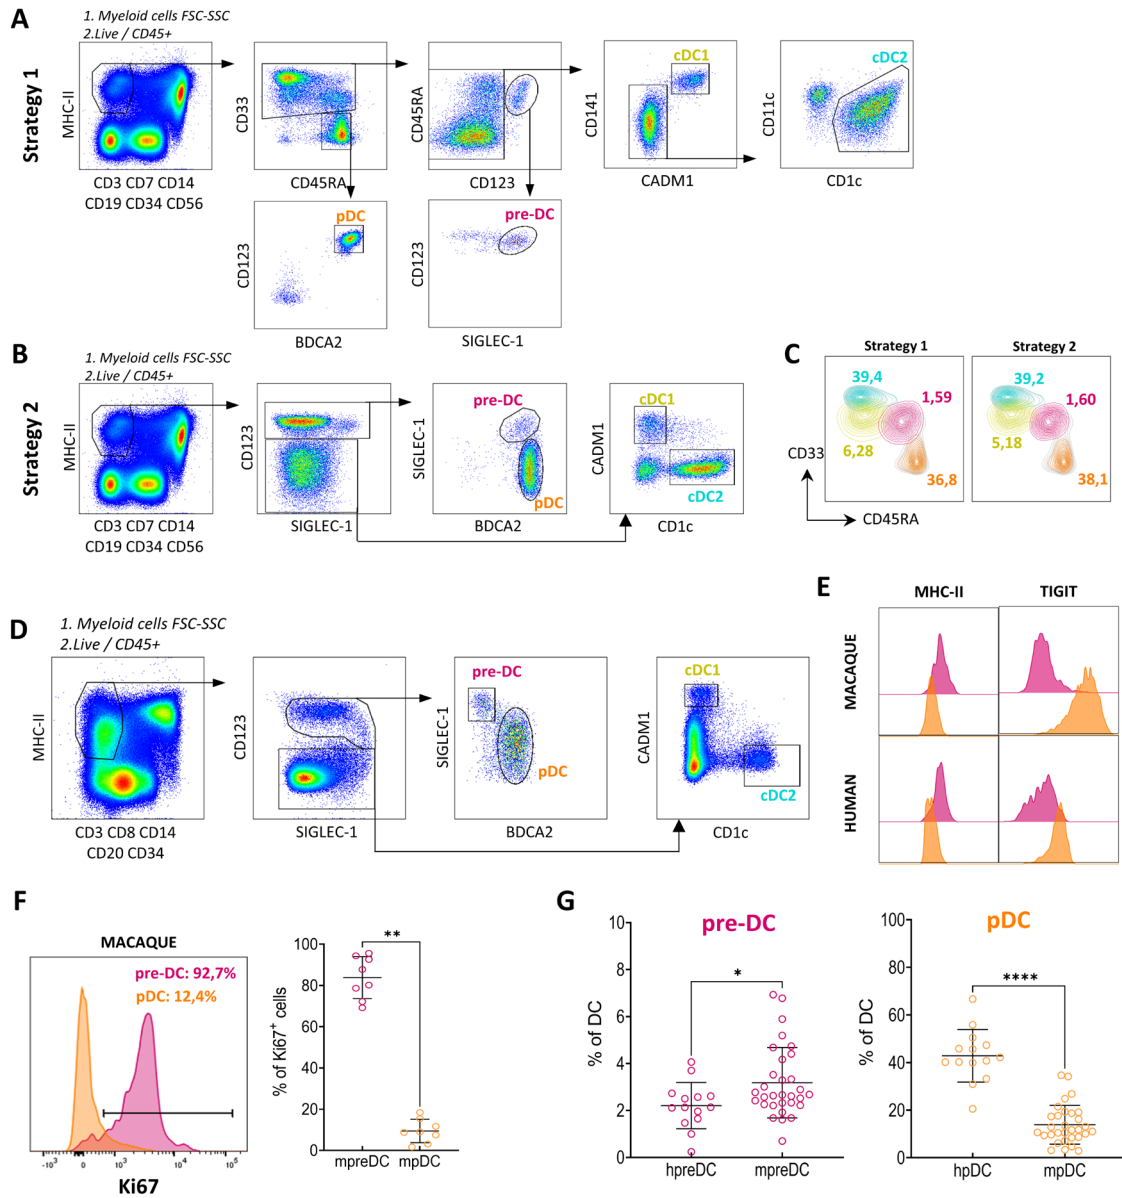 A
Strategy 1
1. Myeloid cells FSC-SSC
2.Live / CD45+
MHC-II
CD3 CD7 CD14
CD19 CD34 CD56
CD33
CD45RA
CD45RA
CD123
CD141
cDC1
CADM1
CD11c
cDC2
CD1c
CD123
pDC
BDCA2
CD123
pre-DC
SIGLEC-1
B
Strategy 2
1. Myeloid cells FSC-SSC
2.Live / CD45+
MHC-II
CD3 CD7 CD14
CD19 CD34 CD56
CD123
SIGLEC-1
SIGLEC-1
pre-DC
pDC
BDCA2
CADM1
cDC1
cDC2
CD1c
C
Strategy 1
Strategy 2
39,4
1,59
6,28
36,8
39,2
1,60
5,18
38,1
CD33
CD45RA
D
1. Myeloid cells FSC-SSC
2.Live / CD45+
MHC-II
CD3 CD8 CD14
CD20 CD34
CD123
SIGLEC-1
SIGLEC-1
pre-DC
pDC
BDCA2
CADM1
cDC1
cDC2
CD1c
E
MHC-II
TIGIT
MACAQUE
HUMAN
F
MACAQUE
pre-DC: 92,7%
pDC: 12,4%
-10³ 0 10³ 10⁴ 10⁵
Ki67
% of Ki67⁺ cells
100
80
60
40
20
0
**
mpreDC mpDC
G
pre-DC
% of DC
10
8
6
4
2
0
*
hpreDC mpreDC
pDC
% of DC
100
80
60
40
20
0
****
hpDC mpDC